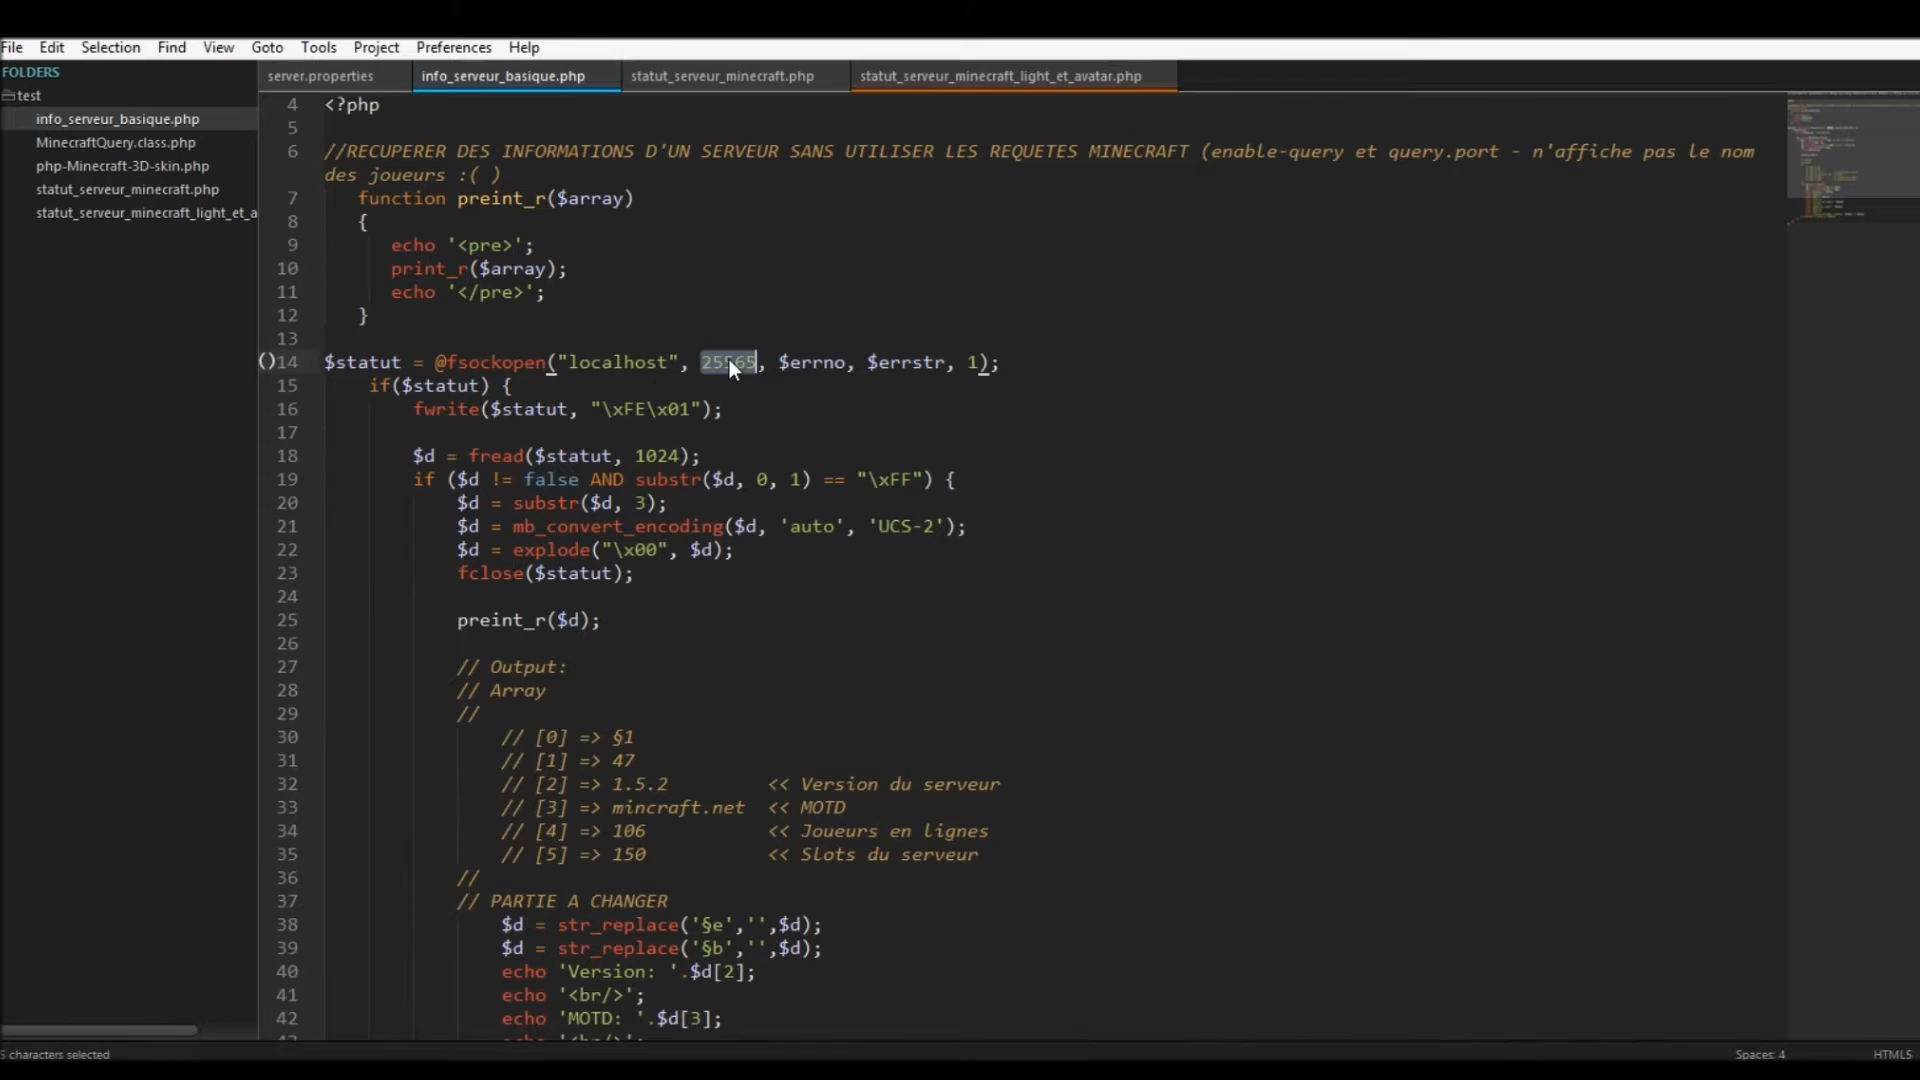 File Edit Selection Find View Goto Tools Project Preferences Help
FOLDERS
test
info_serveur_basique.php
MinecraftQuery.class.php
php-Minecraft-3D-skin.php
statut_serveur_minecraft.php
statut_serveur_minecraft_light_et_a
server.properties info_serveur_basique.php statut_serveur_minecraft.php statut_serveur_minecraft_light_et_avatar.php
4 <?php
5
6 //RECUPERER DES INFORMATIONS D'UN SERVEUR SANS UTILISER LES REQUETES MINECRAFT (enable-query et query.port - n'affiche pas le nom
des joueurs :( )
7 function preint_r($array)
8 {
9 echo '<pre>';
10 print_r($array);
11 echo '</pre>';
12 }
13
()14 $statut = @fsockopen("localhost", 25565, $errno, $errstr, 1);
15 if($statut) {
16 fwrite($statut, "\xFE\x01");
17
18 $d = fread($statut, 1024);
19 if ($d != false AND substr($d, 0, 1) == "\xFF") {
20 $d = substr($d, 3);
21 $d = mb_convert_encoding($d, 'auto', 'UCS-2');
22 $d = explode("\x00", $d);
23 fclose($statut);
24
25 preint_r($d);
26
27 // Output:
28 // Array
29 //
30 // [0] => §1
31 // [1] => 47
32 // [2] => 1.5.2 << Version du serveur
33 // [3] => mincraft.net << MOTD
34 // [4] => 106 << Joueurs en lignes
35 // [5] => 150 << Slots du serveur
36 //
37 // PARTIE A CHANGER
38 $d = str_replace('§e','',$d);
39 $d = str_replace('§b','',$d);
40 echo 'Version: '.$d[2];
41 echo '<br/>';
42 echo 'MOTD: '.$d[3];
5 characters selected Spaces: 4 HTML5